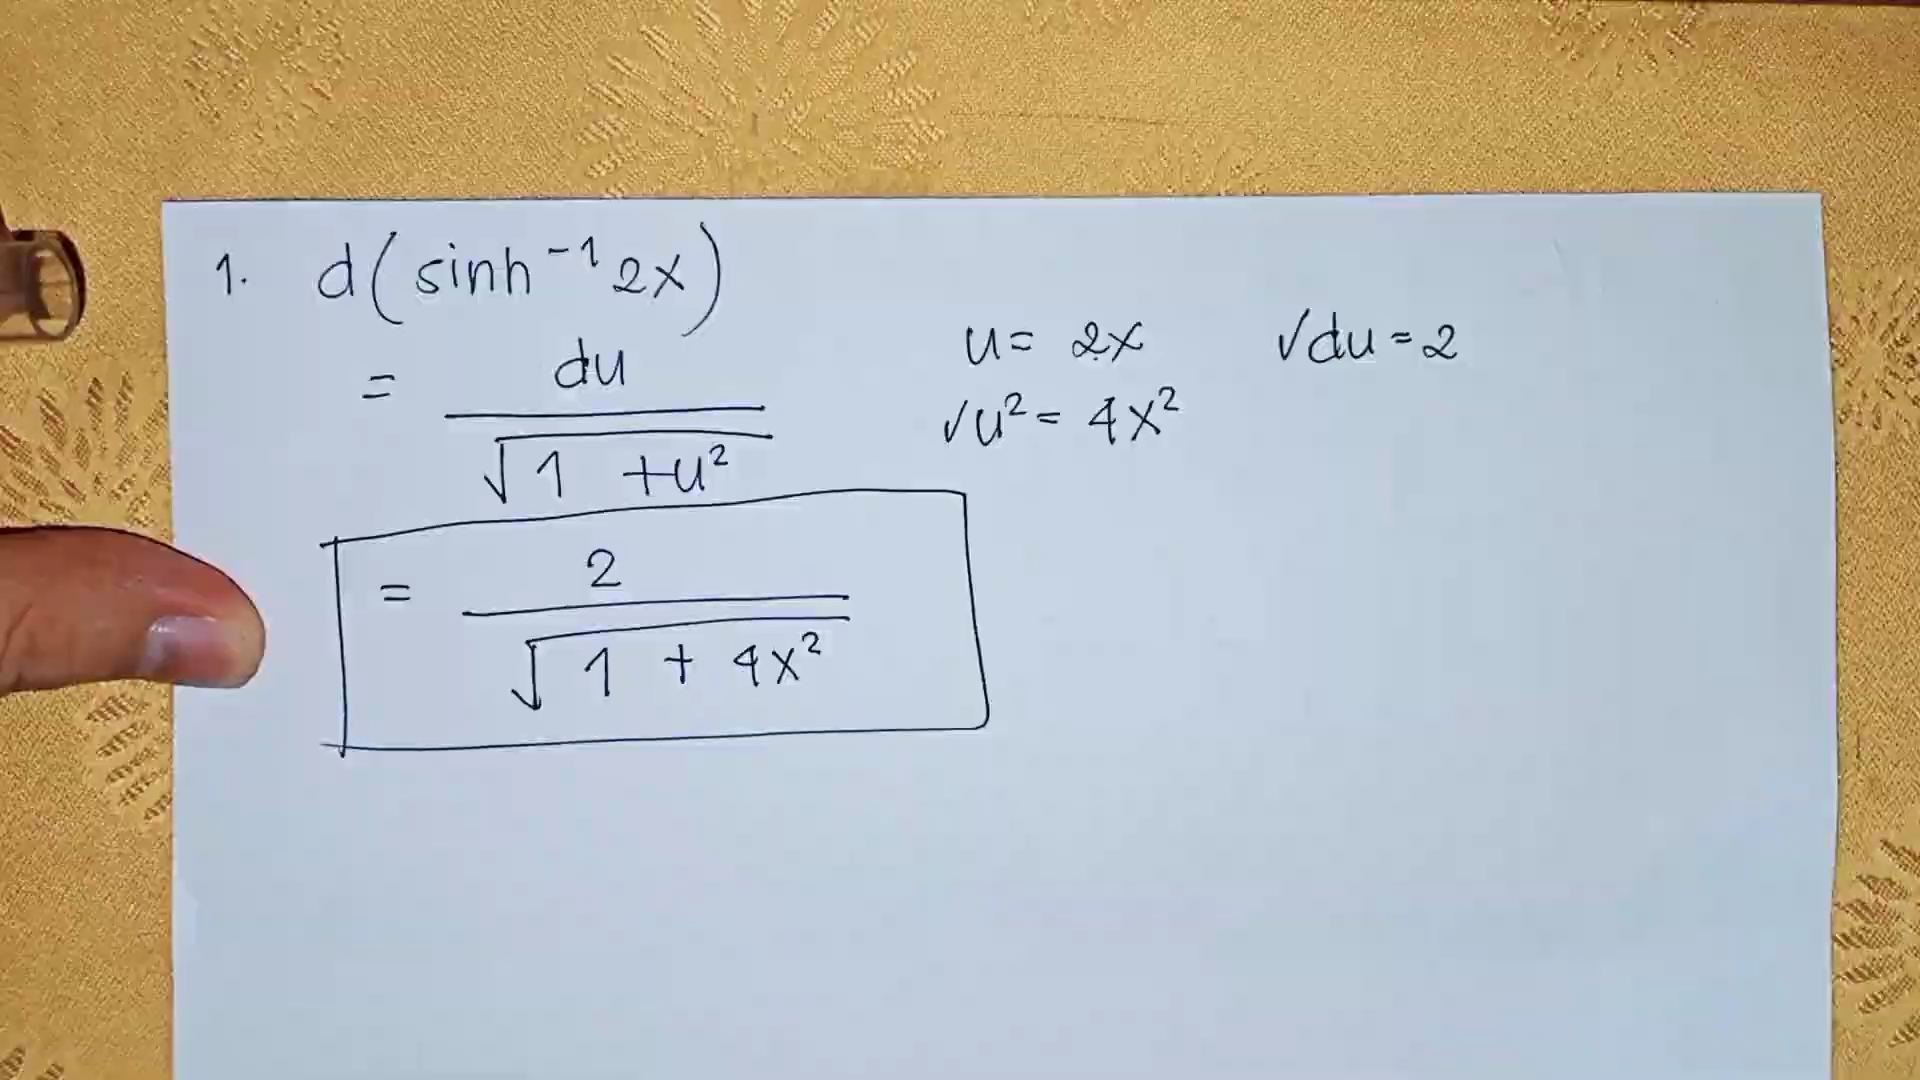 1. d(sinh⁻¹ 2x)
= du / √(1 + u²)
u = 2x ✓du = 2
✓u² = 4x²
= 2 / √(1 + 4x²)